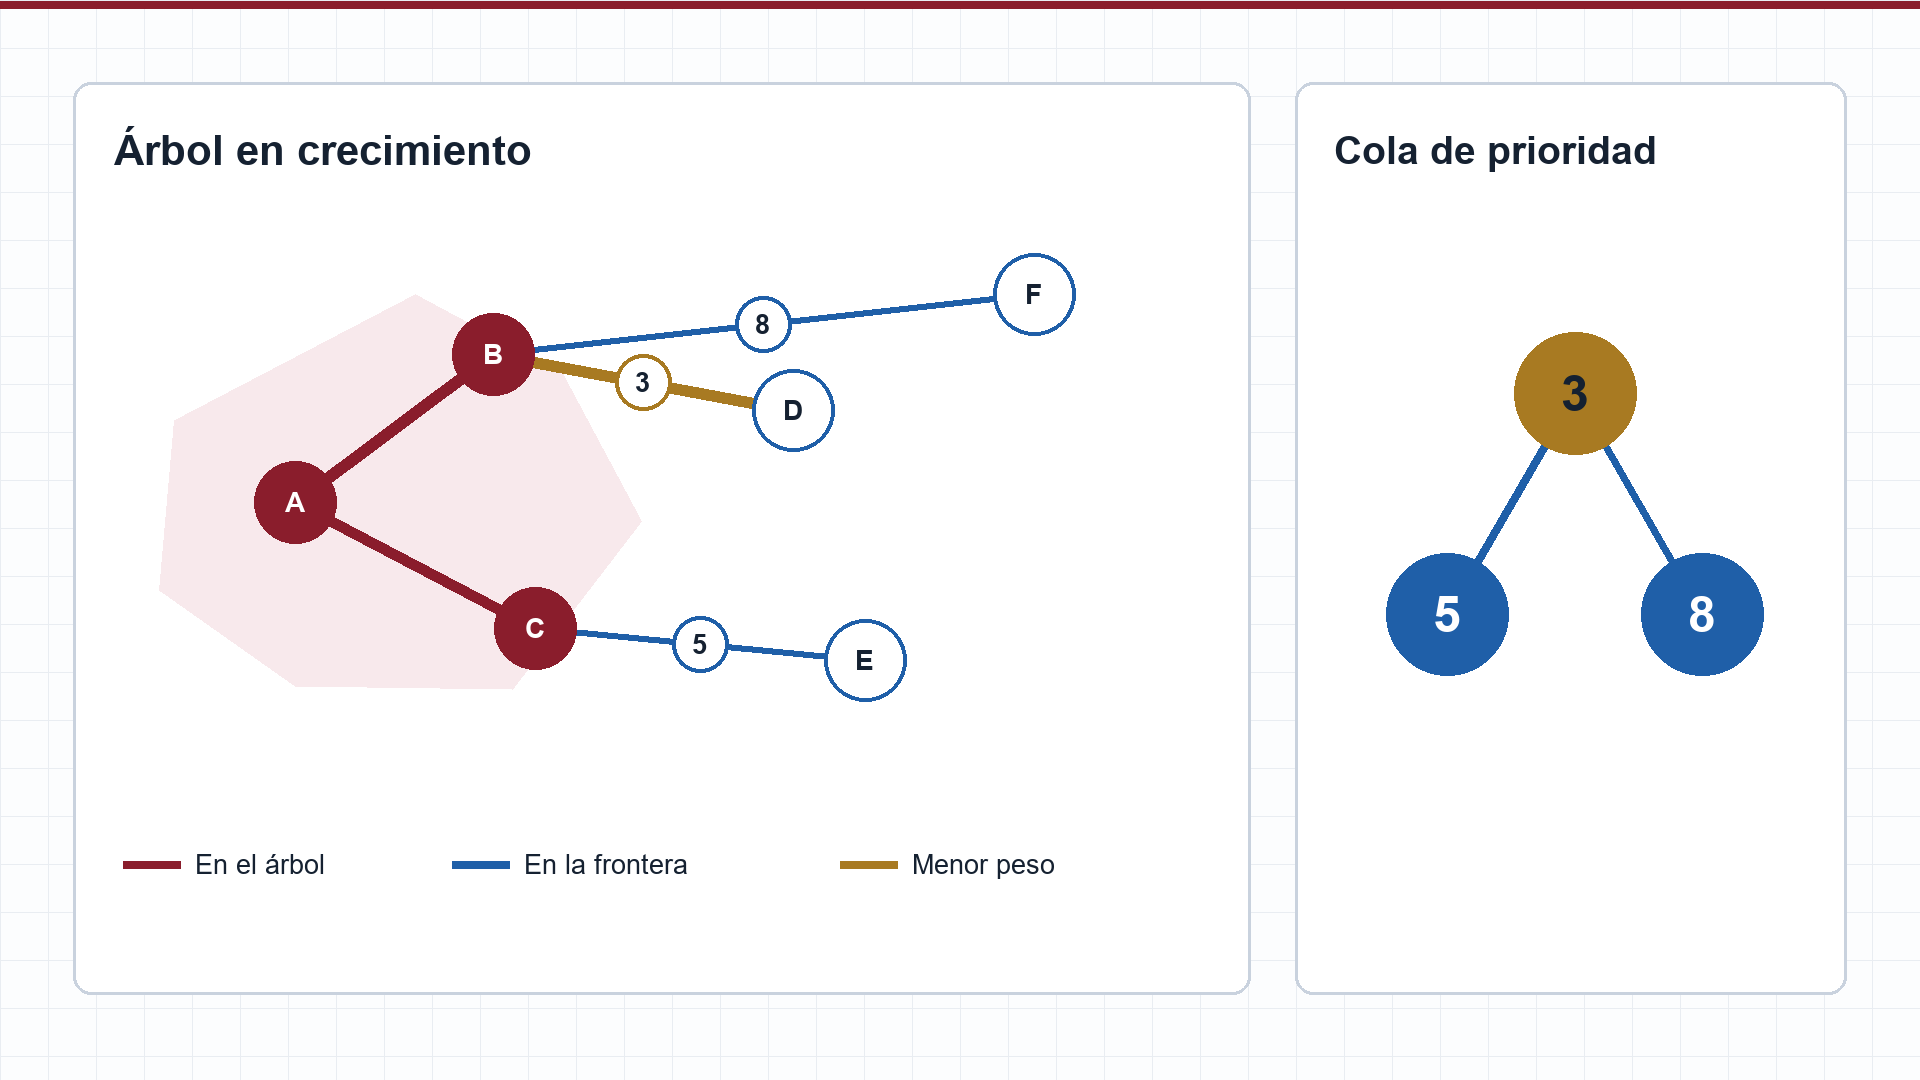 Árbol en crecimiento
F
8
B
3
D
A
C
5
E
En el árbol
En la frontera
Menor peso
Cola de prioridad
3
5
8